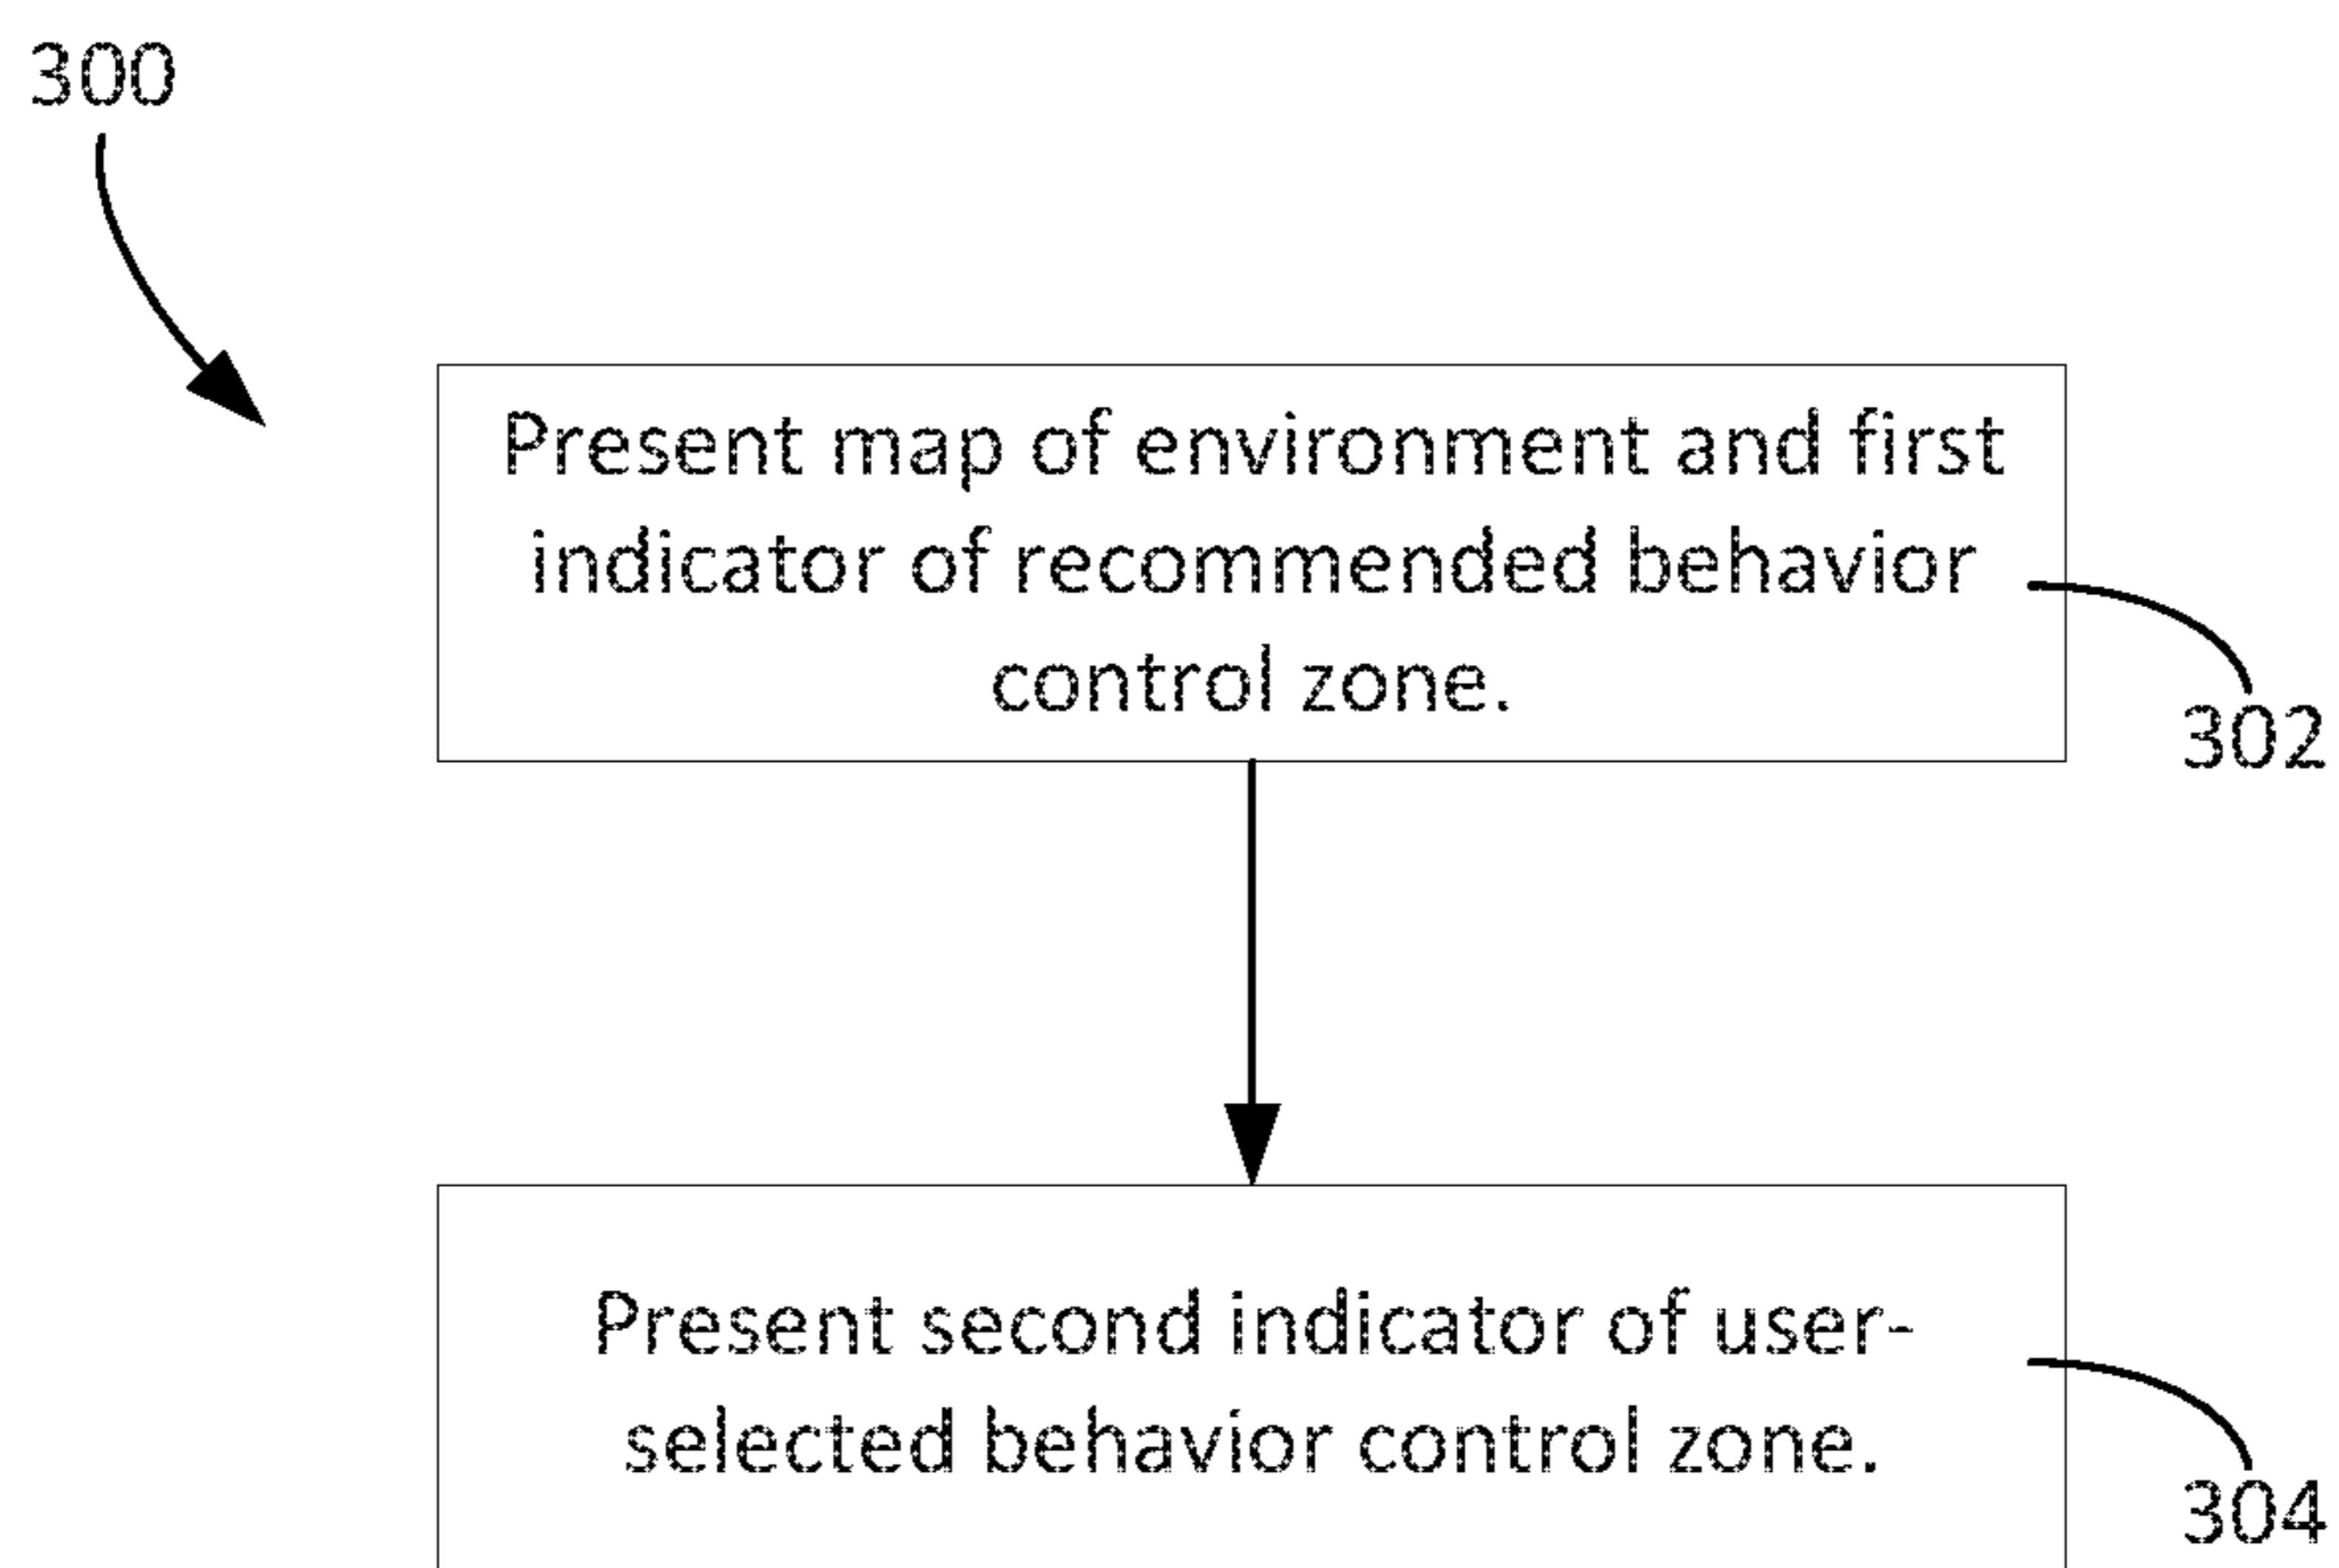 300
Present map of environment and first
indicator of recommended behavior
control zone.
302
Present second indicator of user-
selected behavior control zone.
304